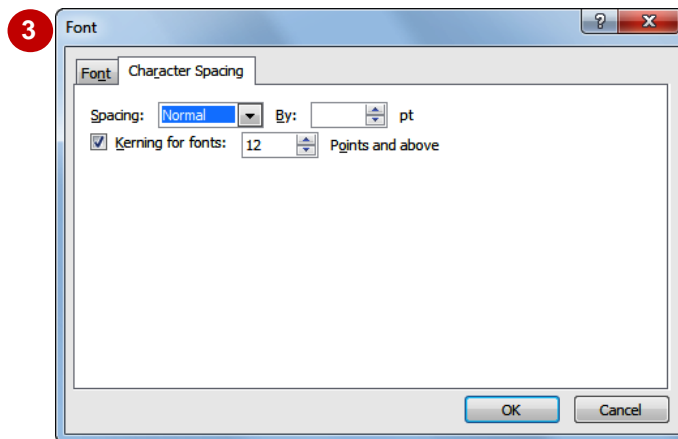 3
Font
Font Character Spacing
Spacing: Normal By: pt
Kerning for fonts: 12 Points and above
OK Cancel